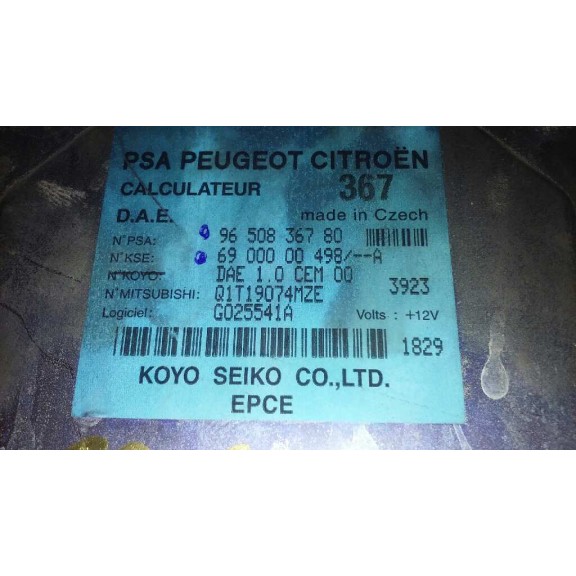 PSA PEUGEOT CITROËN
CALCULATEUR 367
D.A.E. made in Czech
N°PSA: 96 508 367 80
N°KSE: 69 000 00 498/--A
N°KOYO: DAE 1.0 CEM 00 3923
N°MITSUBISHI: Q1T19074MZE
Logiciel: G025541A Volts : +12V
1829
KOYO SEIKO CO.,LTD.
EPCE